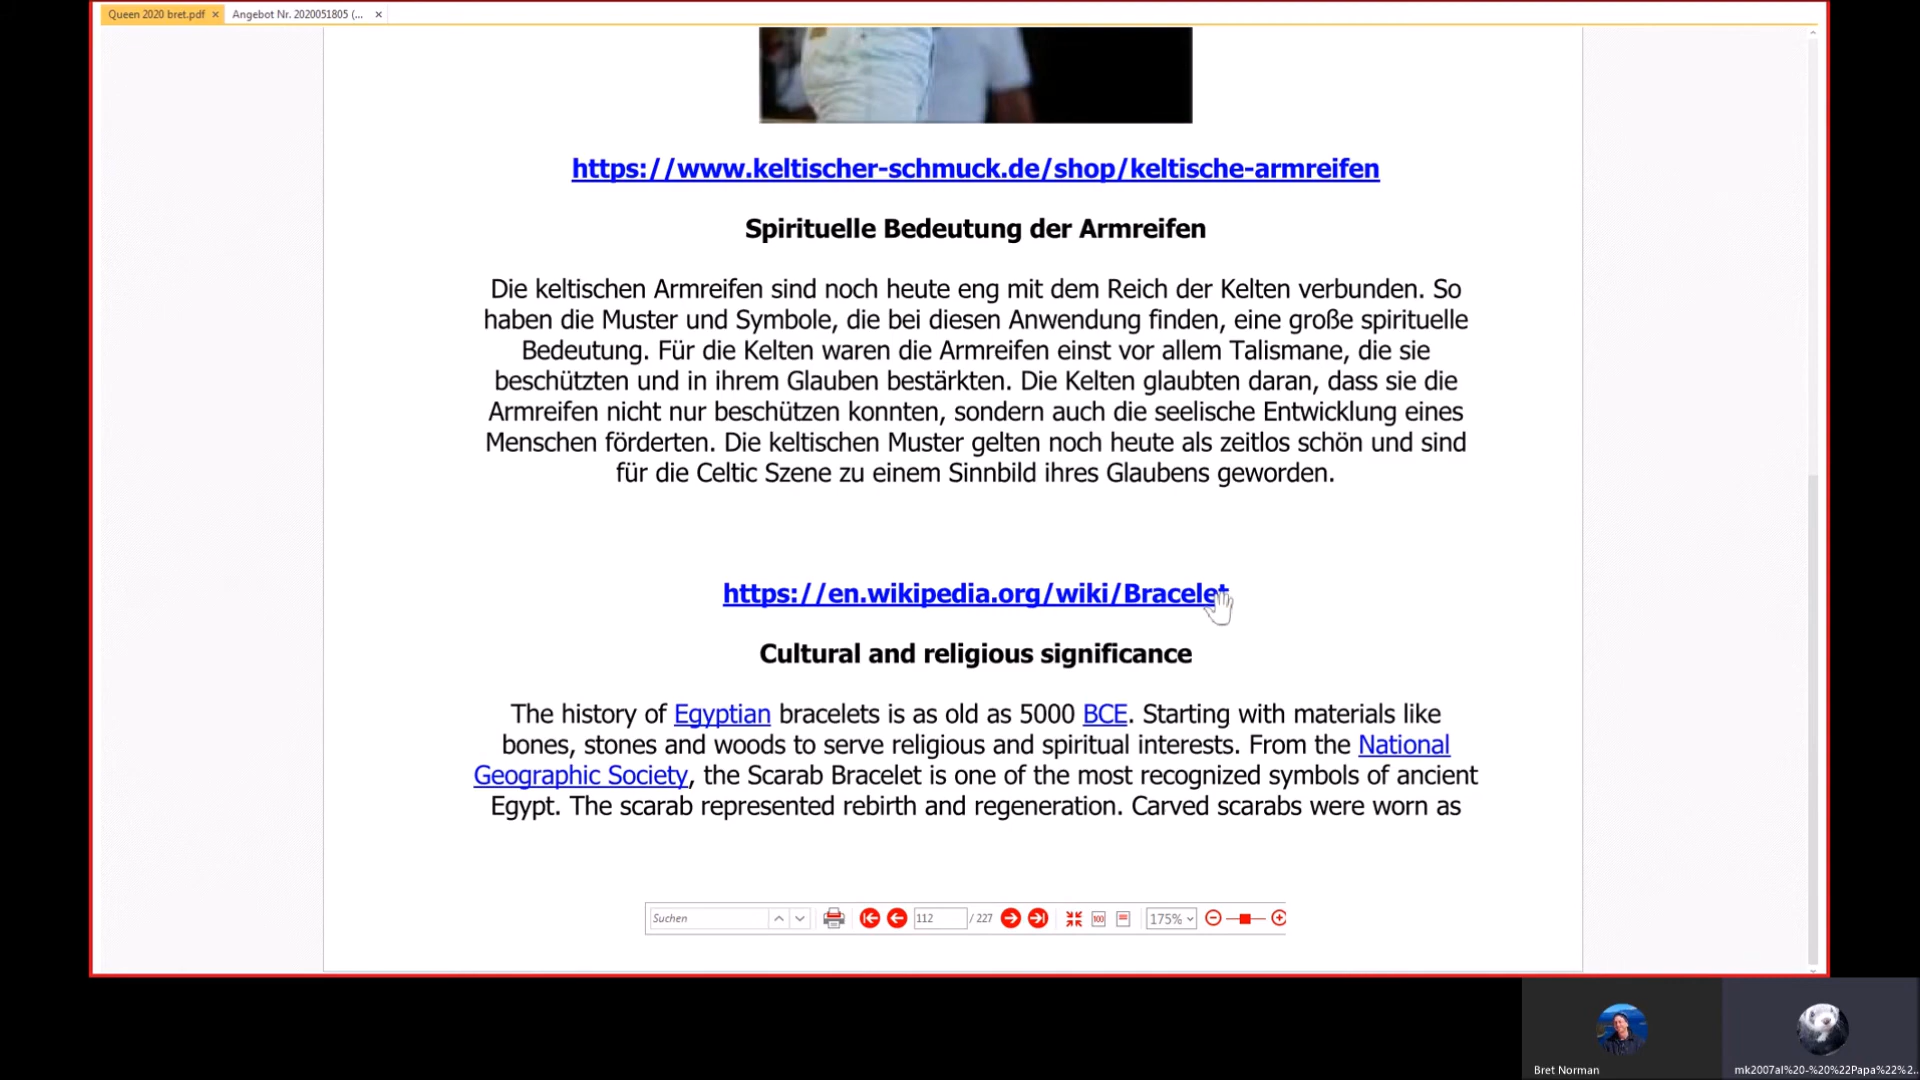 Queen 2020 bret.pdf × Angebot Nr. 2020051805 (... ×
https://www.keltischer-schmuck.de/shop/keltische-armreifen
Spirituelle Bedeutung der Armreifen
Die keltischen Armreifen sind noch heute eng mit dem Reich der Kelten verbunden. So
haben die Muster und Symbole, die bei diesen Anwendung finden, eine große spirituelle
Bedeutung. Für die Kelten waren die Armreifen einst vor allem Talismane, die sie
beschützten und in ihrem Glauben bestärkten. Die Kelten glaubten daran, dass sie die
Armreifen nicht nur beschützen konnten, sondern auch die seelische Entwicklung eines
Menschen förderten. Die keltischen Muster gelten noch heute als zeitlos schön und sind
für die Celtic Szene zu einem Sinnbild ihres Glaubens geworden.
https://en.wikipedia.org/wiki/Bracelet
Cultural and religious significance
The history of Egyptian bracelets is as old as 5000 BCE. Starting with materials like
bones, stones and woods to serve religious and spiritual interests. From the National
Geographic Society, the Scarab Bracelet is one of the most recognized symbols of ancient
Egypt. The scarab represented rebirth and regeneration. Carved scarabs were worn as
Suchen 112 / 227 100 175%
Bret Norman mk2007al%20-%20%22Papa%22%2...